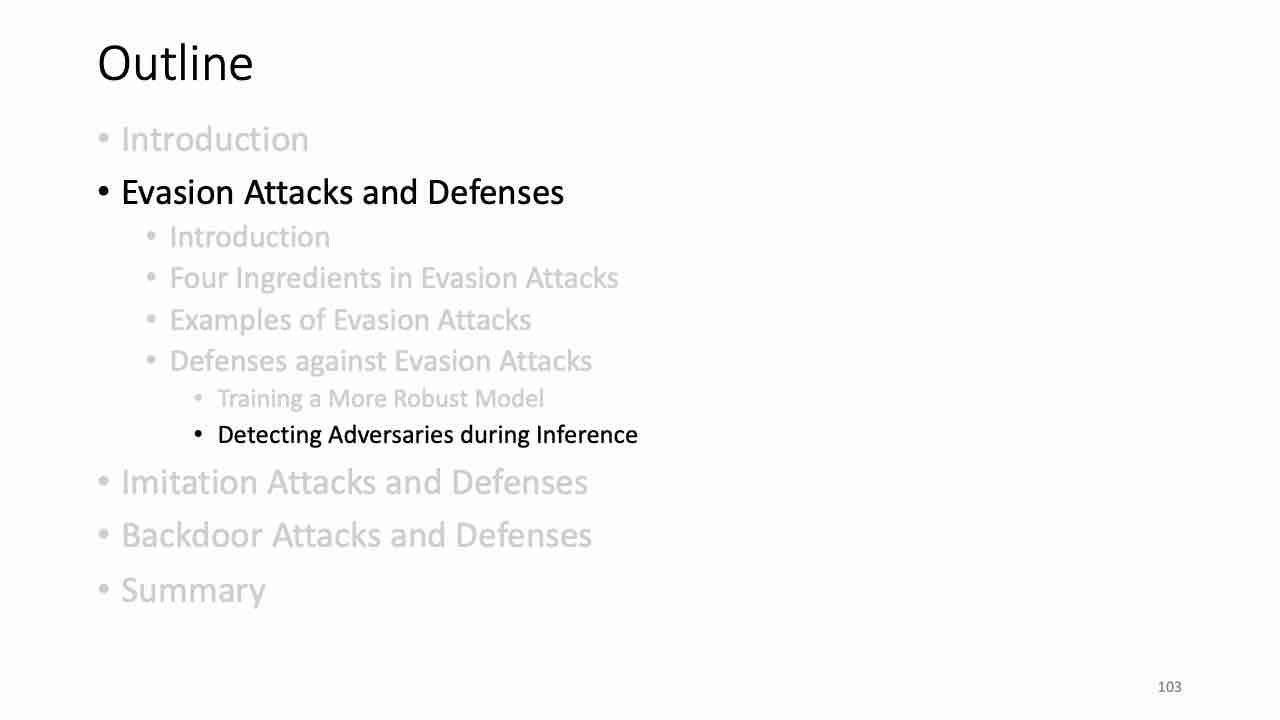 Outline
• Introduction
• Evasion Attacks and Defenses
• Introduction
• Four Ingredients in Evasion Attacks
• Examples of Evasion Attacks
• Defenses against Evasion Attacks
• Training a More Robust Model
• Detecting Adversaries during Inference
• Imitation Attacks and Defenses
• Backdoor Attacks and Defenses
• Summary
103